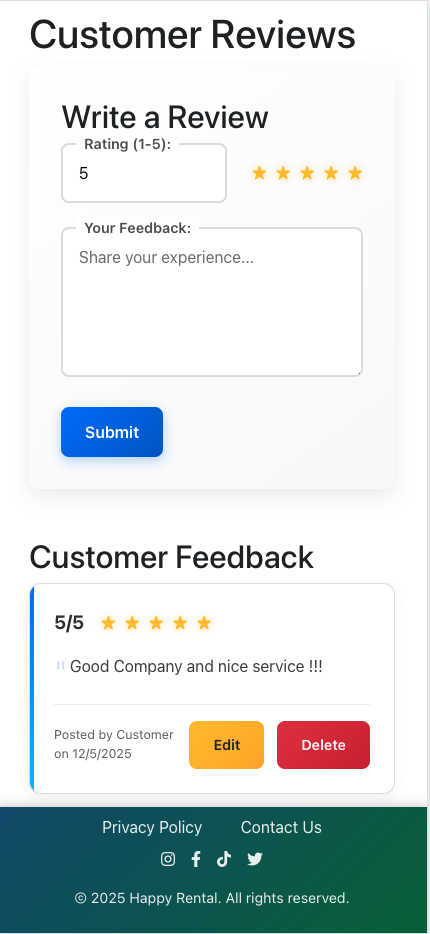 Customer Reviews
Write a Review
Rating (1-5):
5
Your Feedback:
Share your experience...
Submit
Customer Feedback
5/5
" Good Company and nice service !!!
Posted by Customer
on 12/5/2025
Edit
Delete
Privacy Policy Contact Us
© 2025 Happy Rental. All rights reserved.